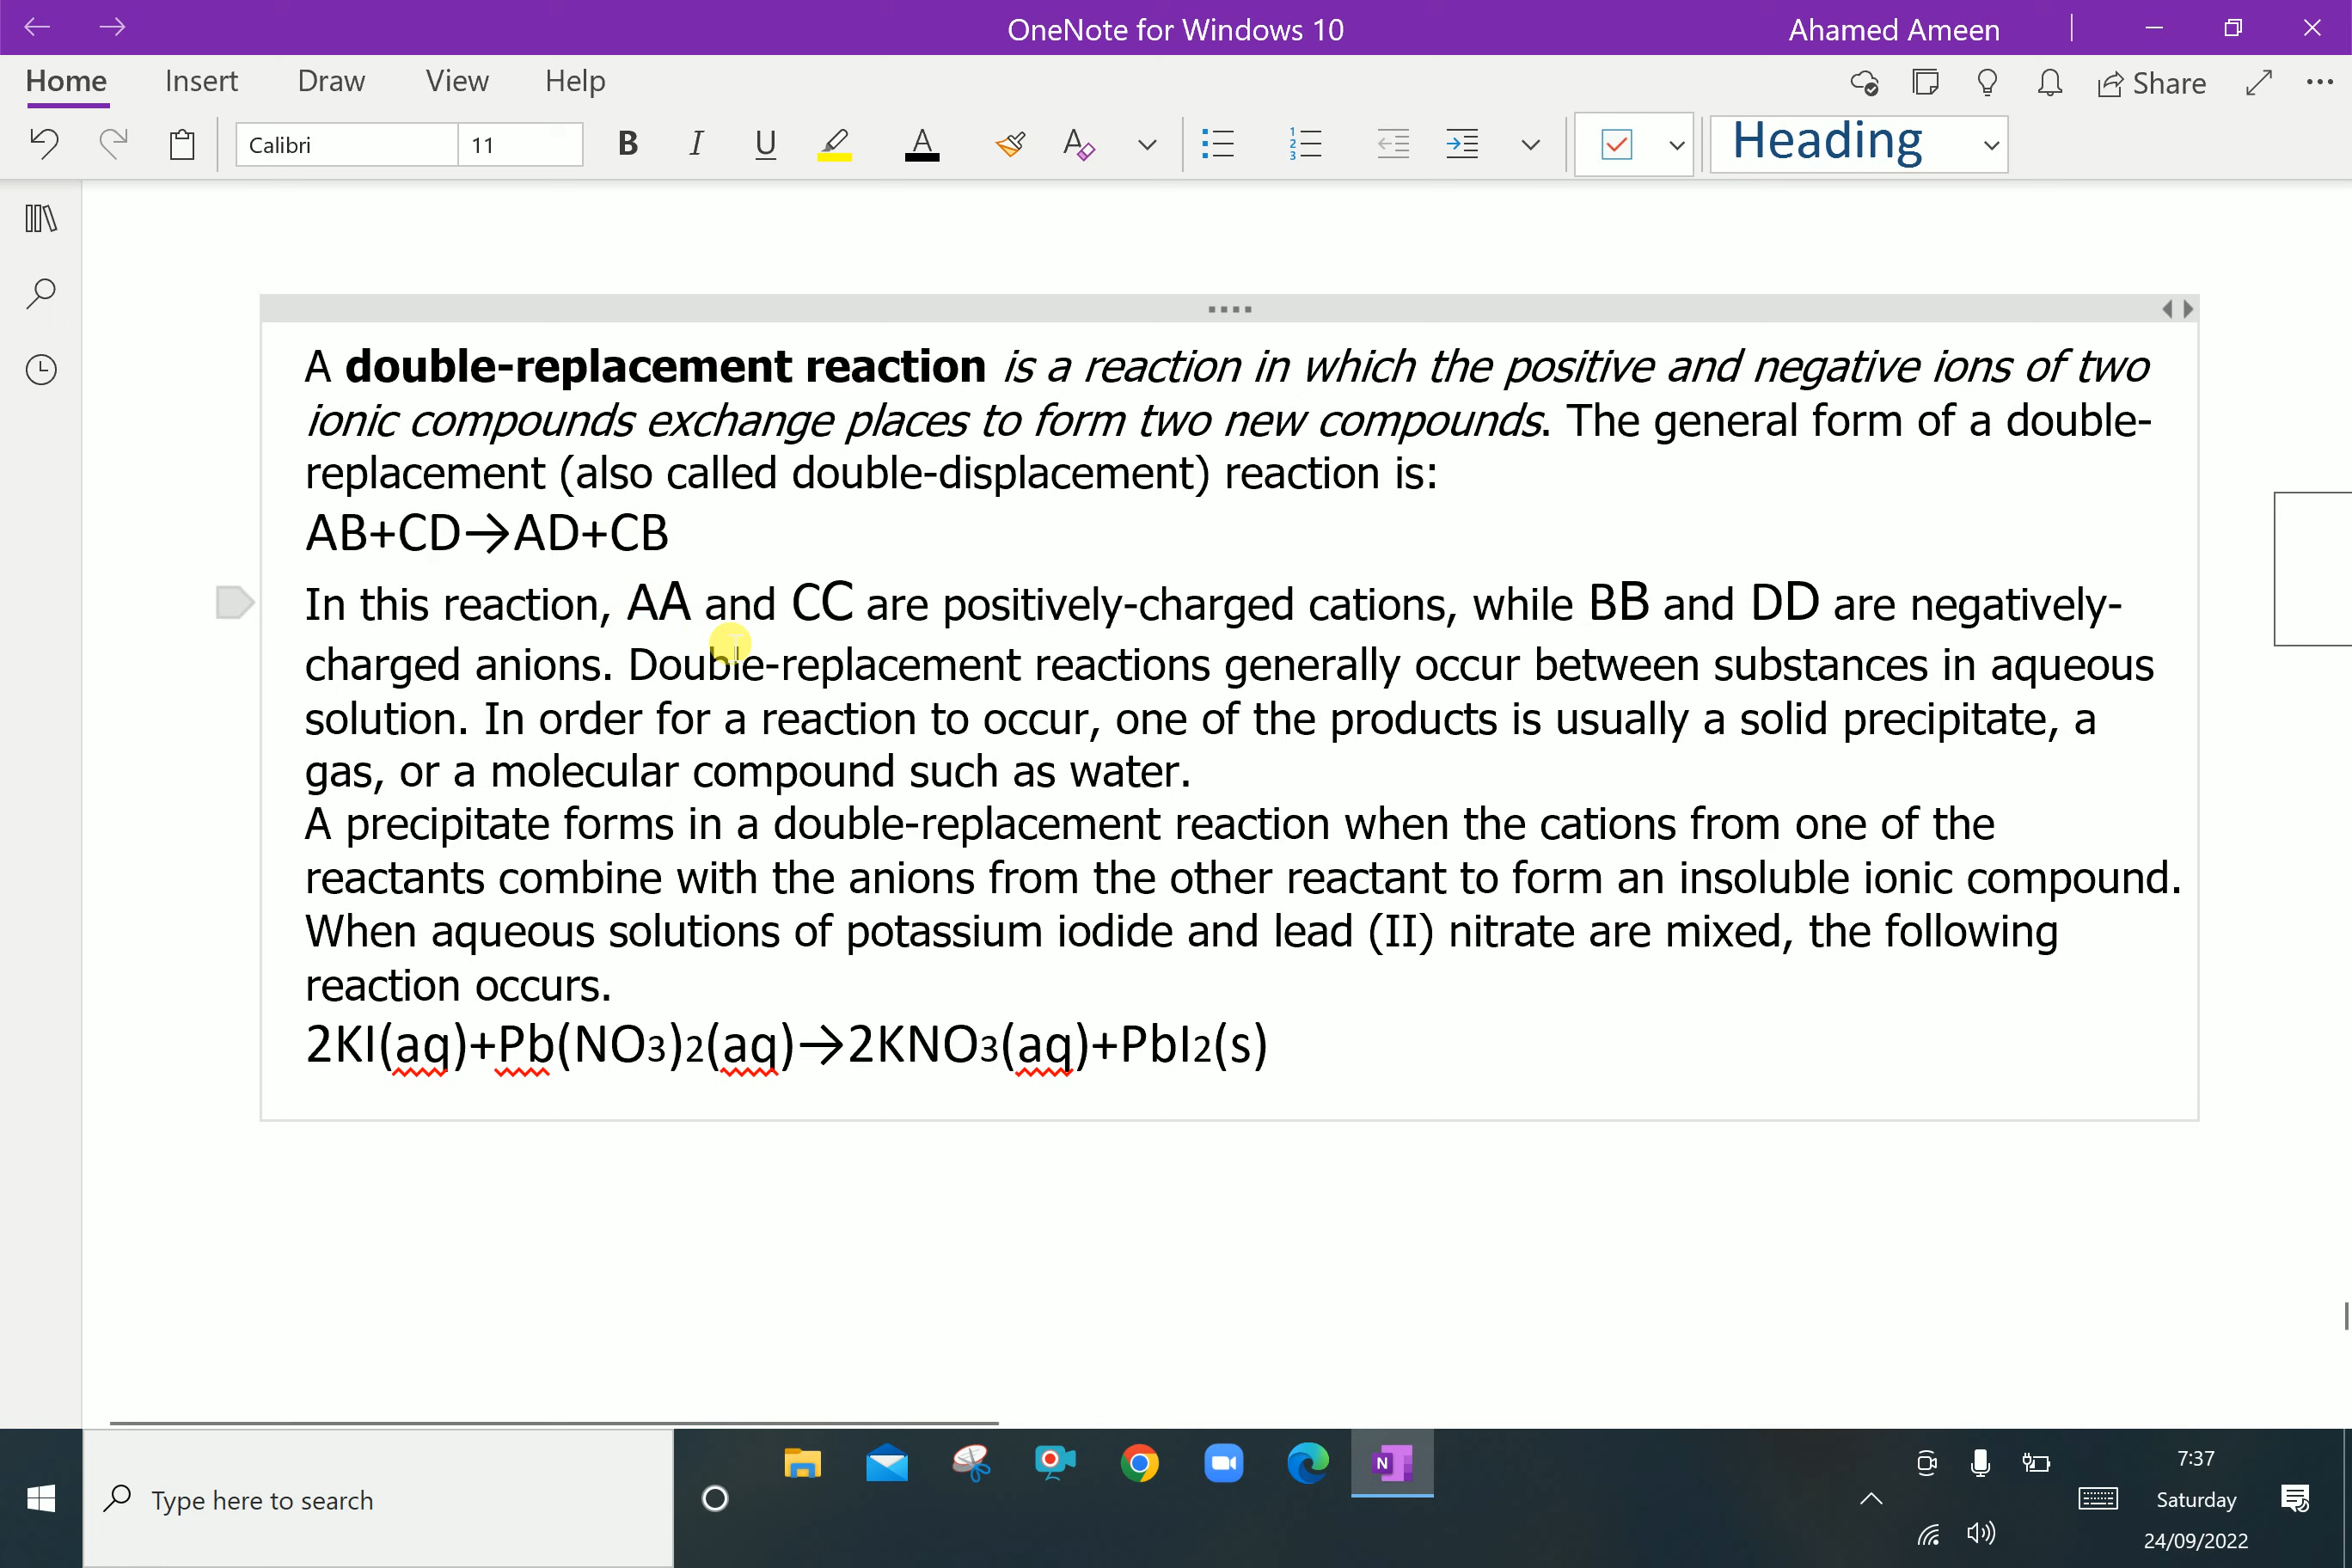 OneNote for Windows 10
Ahamed Ameen
Home Insert Draw View Help
Share
Calibri 11 B I U A A
Heading
A double-replacement reaction is a reaction in which the positive and negative ions of two
ionic compounds exchange places to form two new compounds. The general form of a double-
replacement (also called double-displacement) reaction is:
AB+CD→AD+CB
In this reaction, AA and CC are positively-charged cations, while BB and DD are negatively-
charged anions. Double-replacement reactions generally occur between substances in aqueous
solution. In order for a reaction to occur, one of the products is usually a solid precipitate, a
gas, or a molecular compound such as water.
A precipitate forms in a double-replacement reaction when the cations from one of the
reactants combine with the anions from the other reactant to form an insoluble ionic compound.
When aqueous solutions of potassium iodide and lead (II) nitrate are mixed, the following
reaction occurs.
2KI(aq)+Pb(NO3)2(aq)→2KNO3(aq)+PbI2(s)
Type here to search
N
7:37
Saturday
24/09/2022